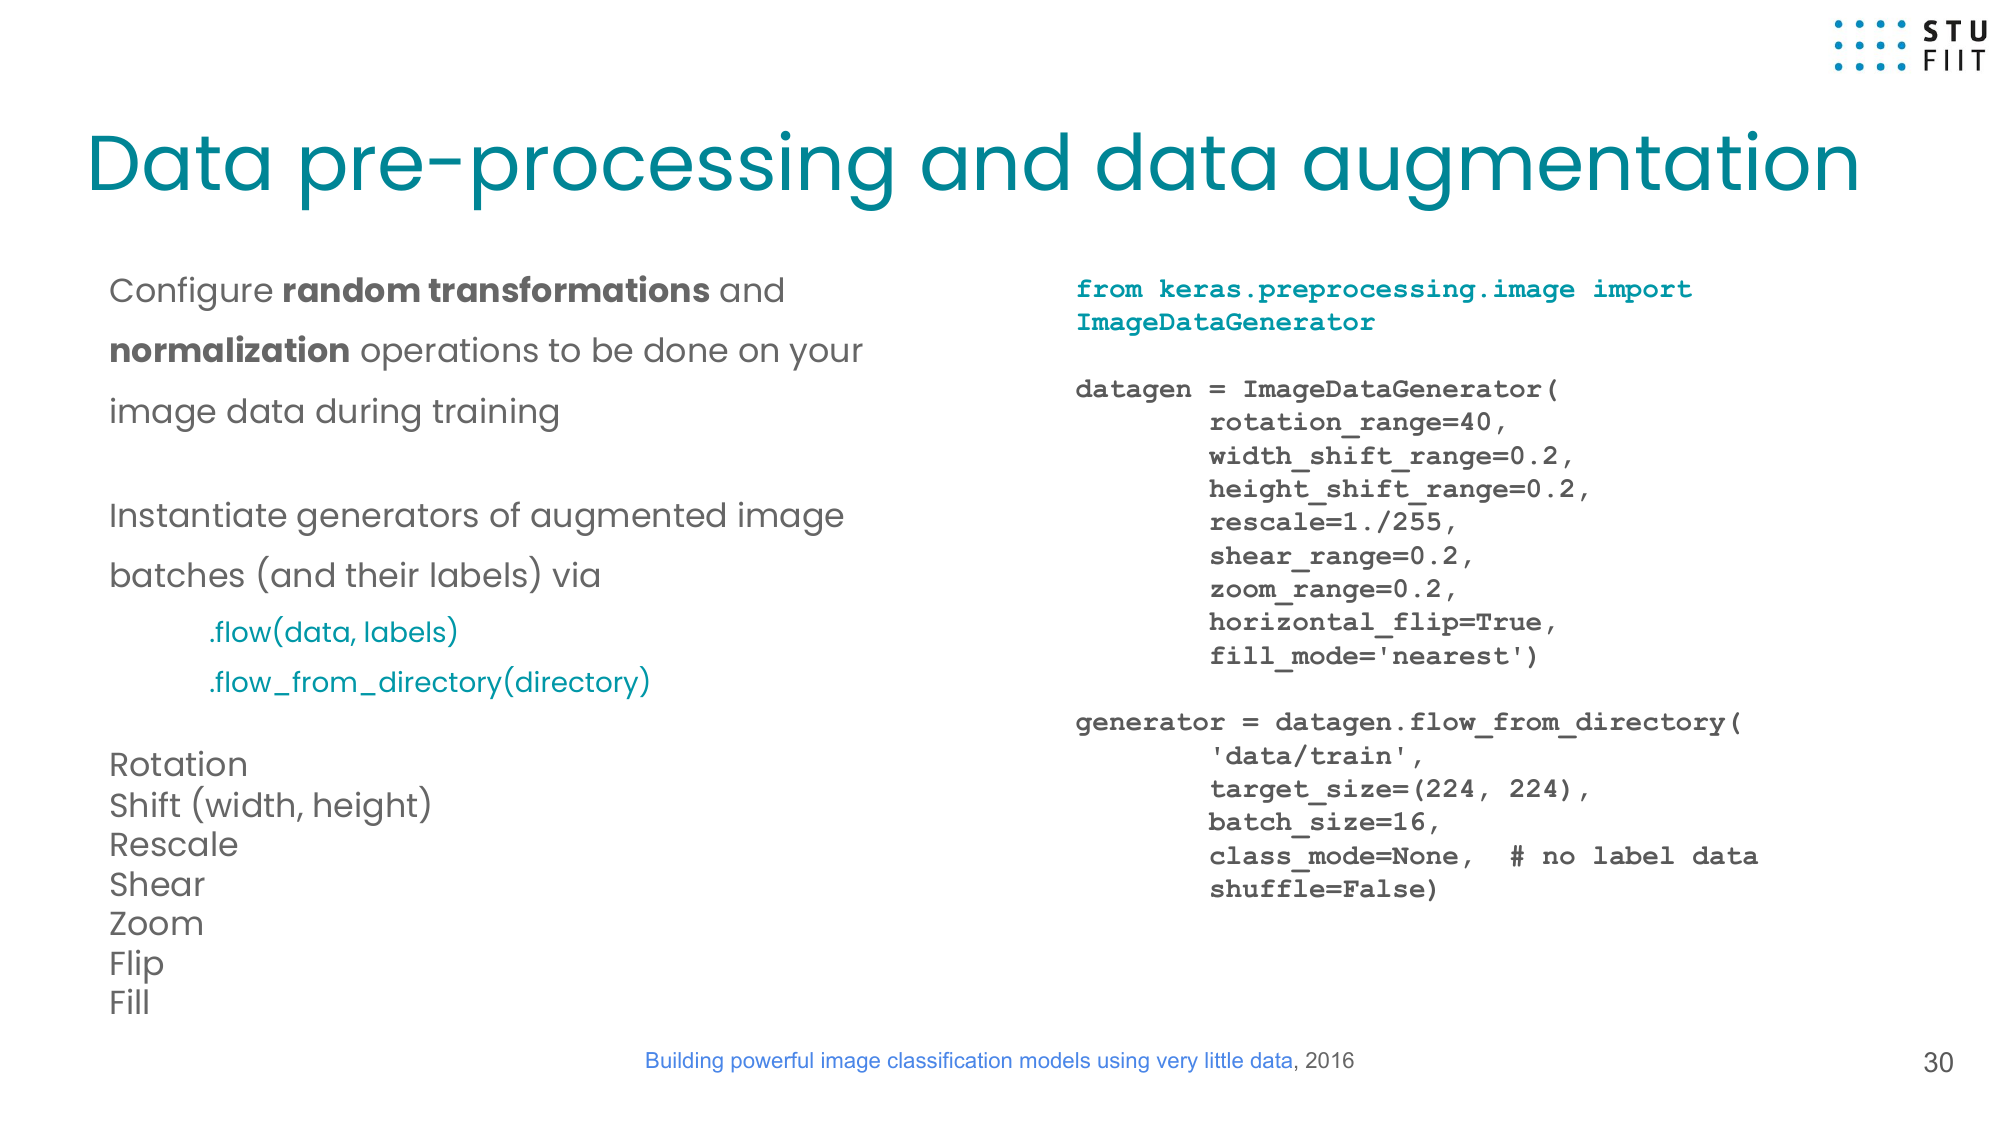 STU
FIIT
Data pre-processing and data augmentation
Configure random transformations and
normalization operations to be done on your
image data during training
Instantiate generators of augmented image
batches (and their labels) via
.flow(data, labels)
.flow_from_directory(directory)
Rotation
Shift (width, height)
Rescale
Shear
Zoom
Flip
Fill
from keras.preprocessing.image import
ImageDataGenerator
datagen = ImageDataGenerator(
        rotation_range=40,
        width_shift_range=0.2,
        height_shift_range=0.2,
        rescale=1./255,
        shear_range=0.2,
        zoom_range=0.2,
        horizontal_flip=True,
        fill_mode='nearest')
generator = datagen.flow_from_directory(
        'data/train',
        target_size=(224, 224),
        batch_size=16,
        class_mode=None,  # no label data
        shuffle=False)
Building powerful image classification models using very little data, 2016
30